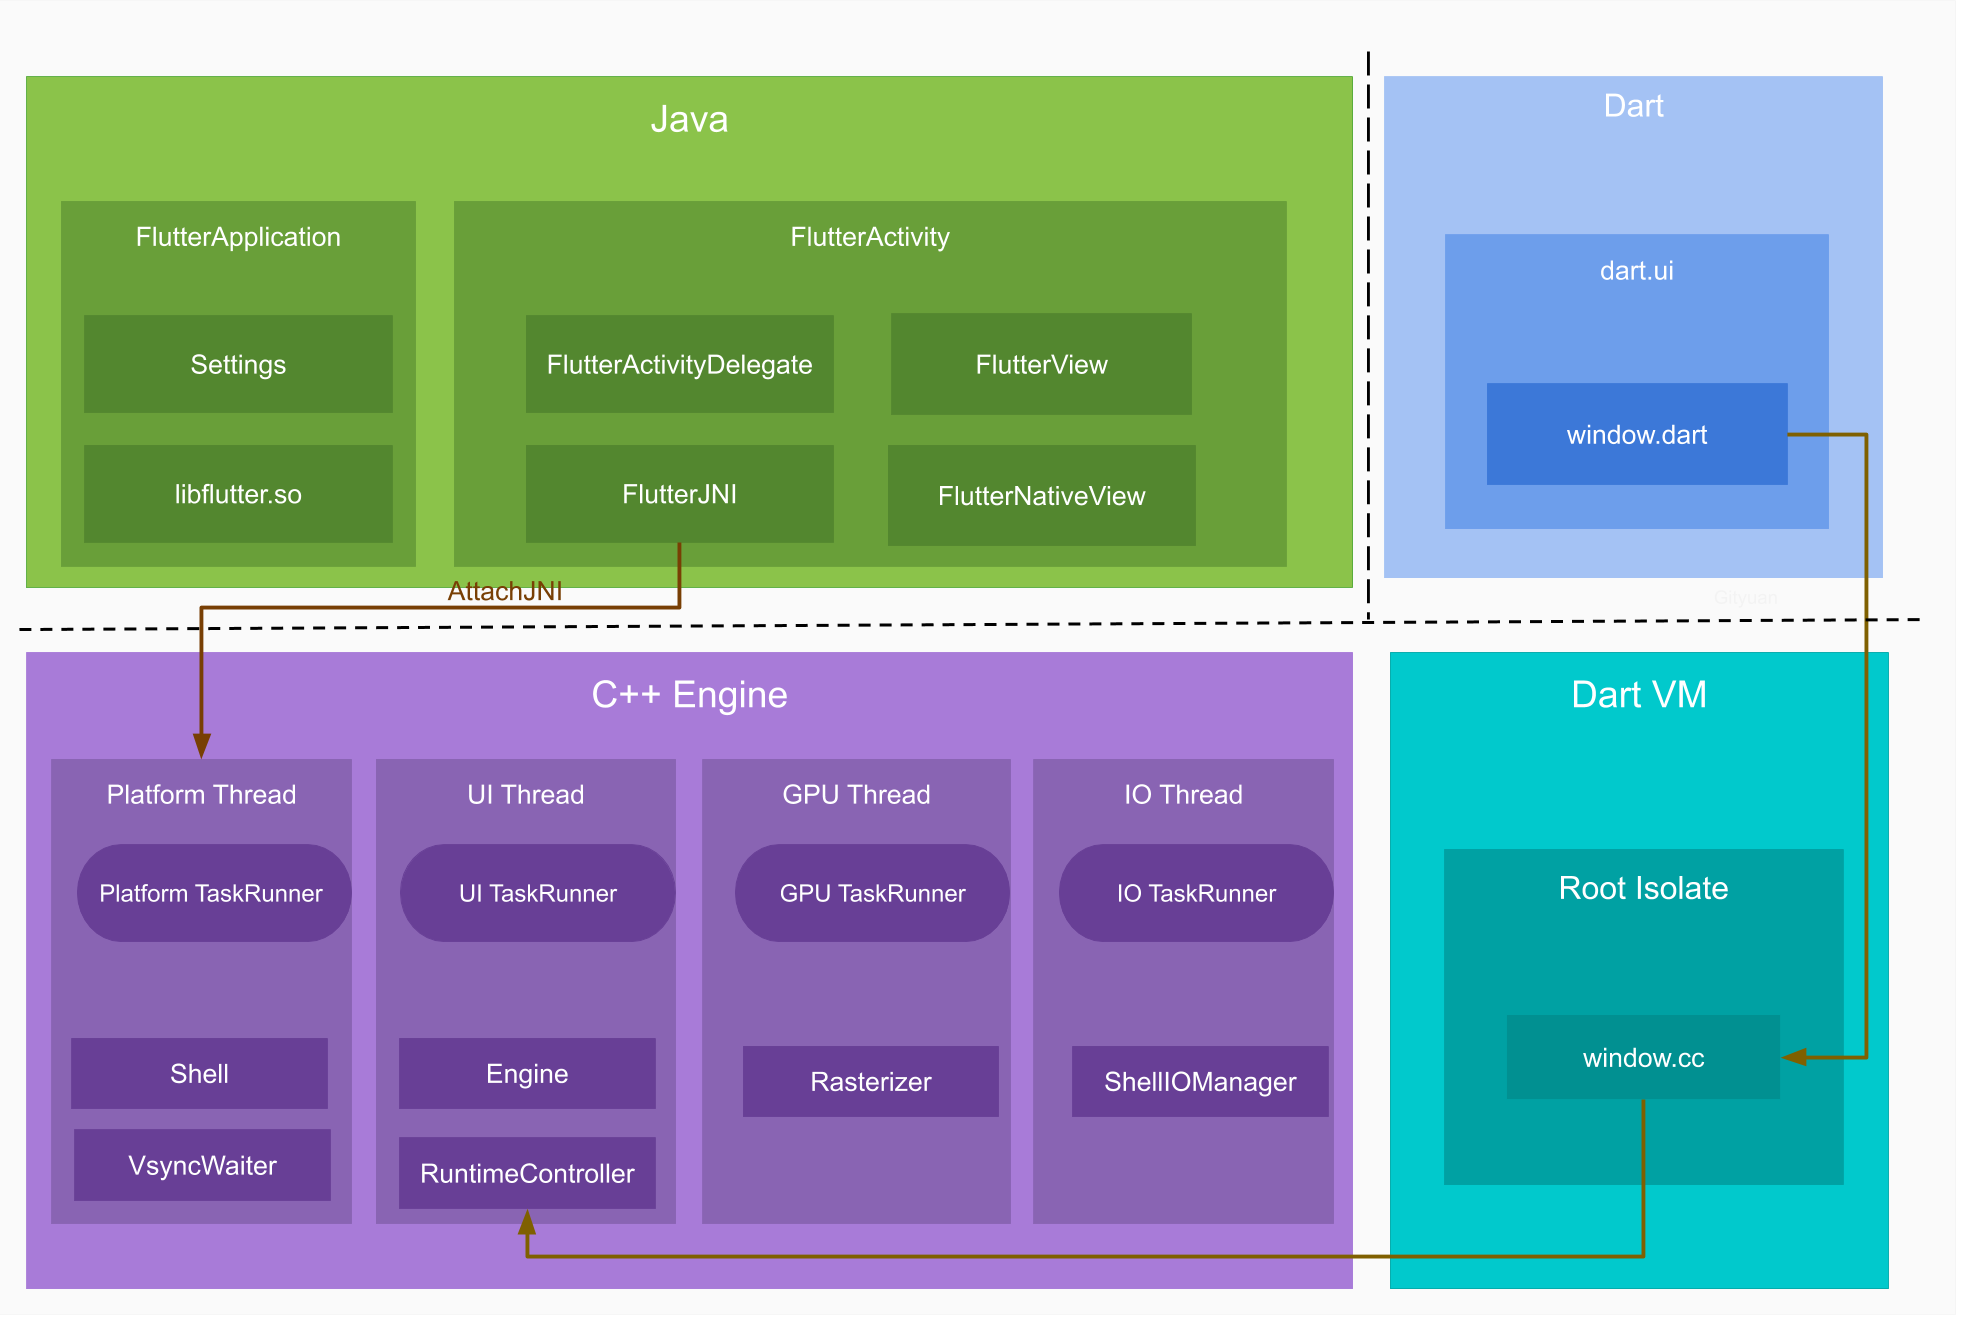 Java
FlutterApplication
Settings
libflutter.so
FlutterActivity
FlutterActivityDelegate
FlutterView
FlutterJNI
FlutterNativeView
AttachJNI
Dart
dart.ui
window.dart
Gityuan
C++ Engine
Platform Thread
Platform TaskRunner
Shell
VsyncWaiter
UI Thread
UI TaskRunner
Engine
RuntimeController
GPU Thread
GPU TaskRunner
Rasterizer
IO Thread
IO TaskRunner
ShellIOManager
Dart VM
Root Isolate
window.cc